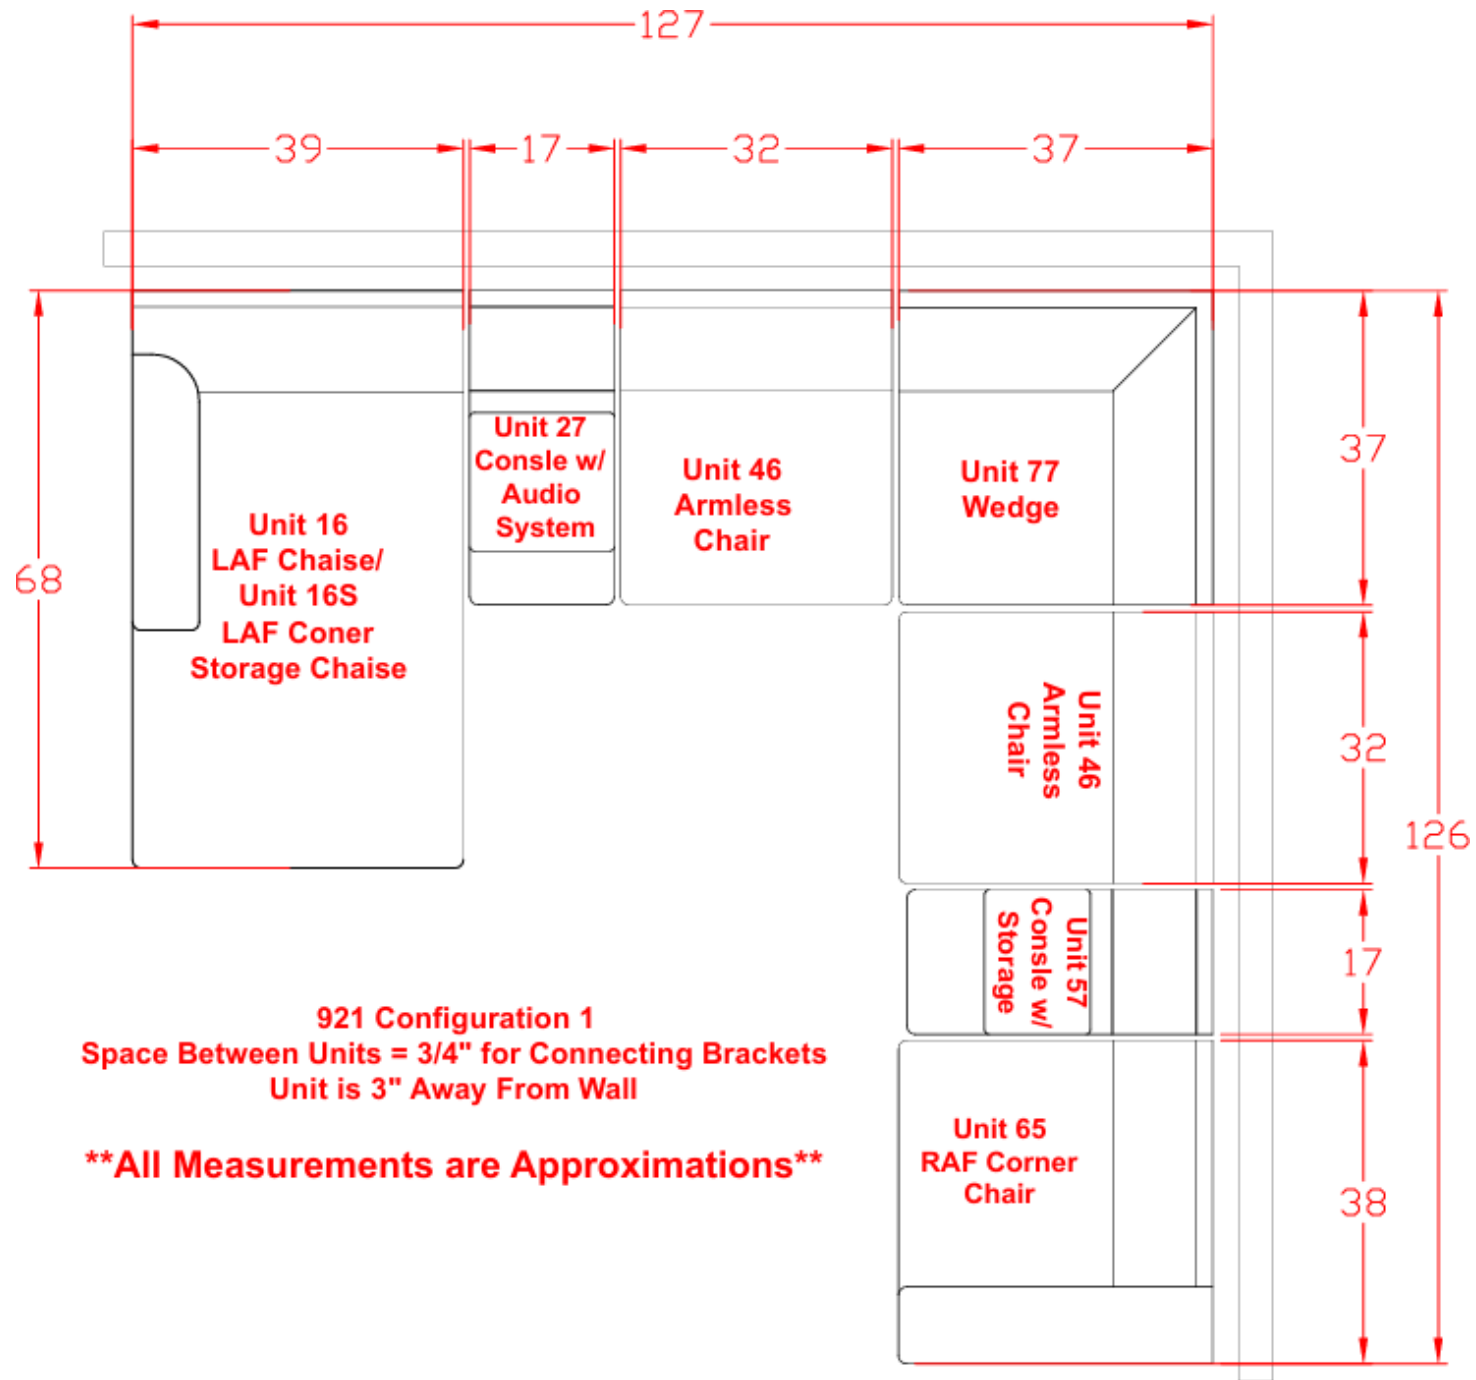 127
39
17
32
37
Unit 27
Consle w/
Audio
System
Unit 46
Armless
Chair
Unit 77
Wedge
37
Unit 16
LAF Chaise/
Unit 16S
LAF Coner
Storage Chaise
68
Unit 46
Armless
Chair
32
126
Unit 57
Consle w/
Storage
17
921 Configuration 1
Space Between Units = 3/4" for Connecting Brackets
Unit is 3" Away From Wall
**All Measurements are Approximations**
Unit 65
RAF Corner
Chair
38